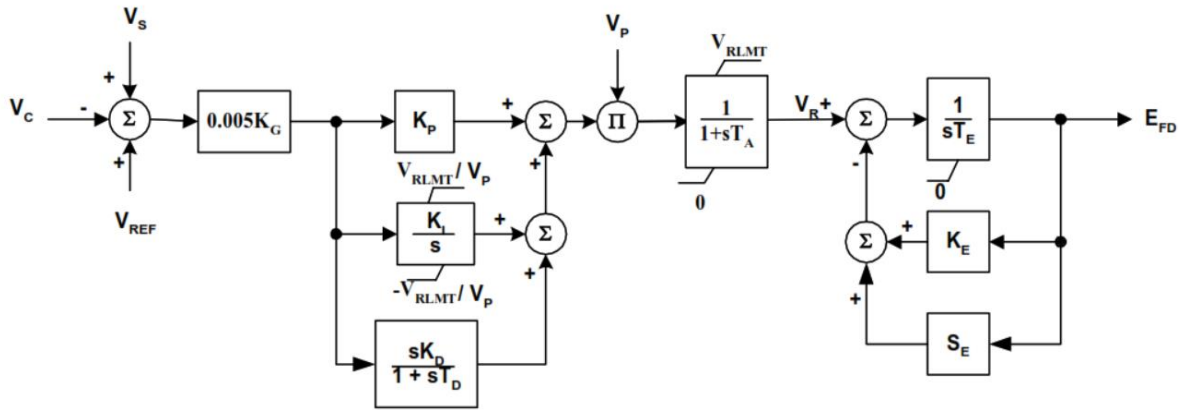 V_S
V_P
V_RLMT
+
V_C
-
Σ
0.005K_G
K_P
+
Σ
Π
1
1+sT_A
V_R+
Σ
1
sT_E
E_FD
+
V_REF
V_RLMT / V_P
+
-
0
0
K_I
s
+
Σ
Σ
+
K_E
-V_RLMT / V_P
+
+
S_E
sK_D
1 + sT_D